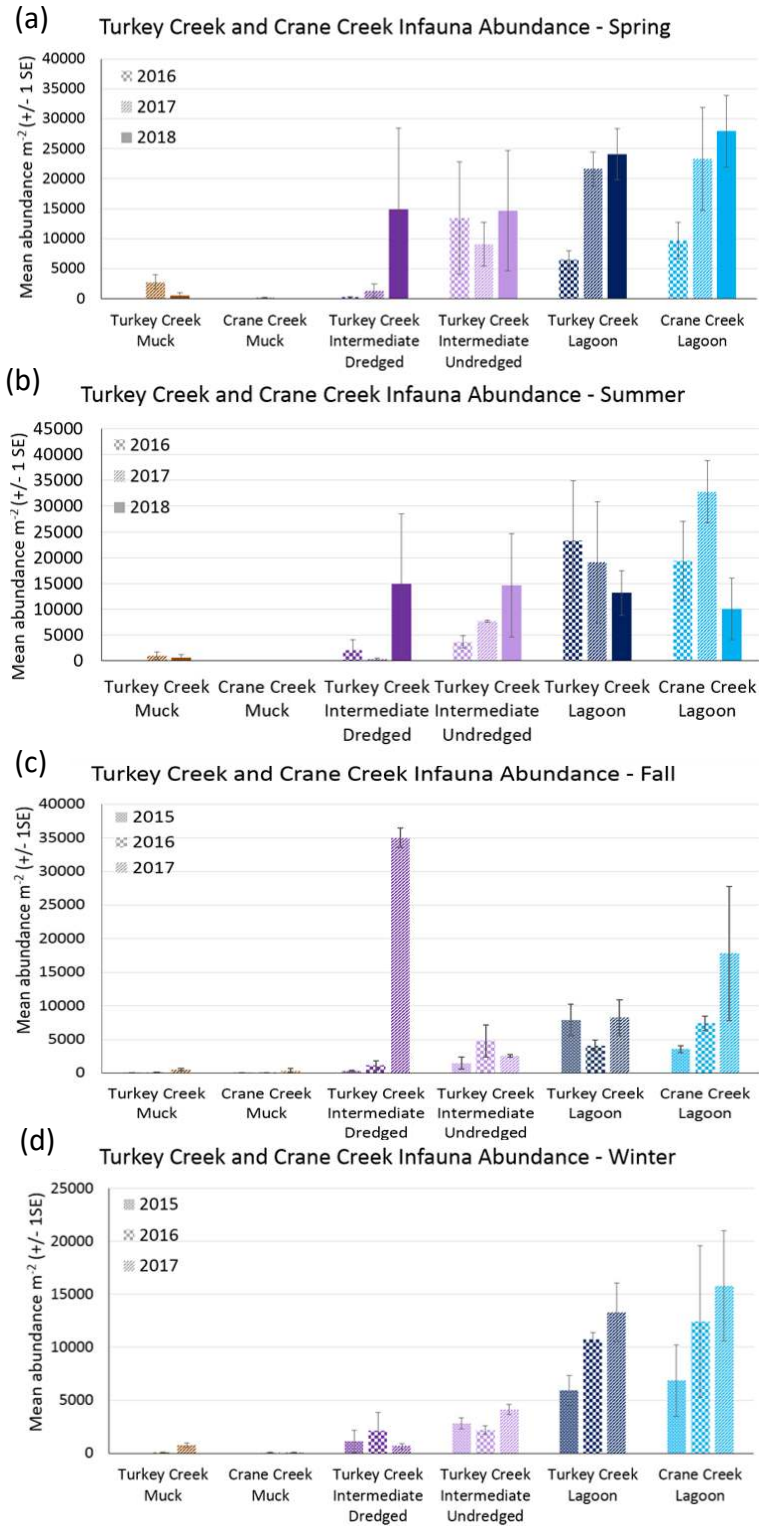 (a)
Turkey Creek and Crane Creek Infauna Abundance - Spring
Mean abundance m⁻² (+/- 1 SE)
40000
35000
30000
25000
20000
15000
10000
5000
0
2016
2017
2018
Turkey Creek Muck
Crane Creek Muck
Turkey Creek Intermediate Dredged
Turkey Creek Intermediate Undredged
Turkey Creek Lagoon
Crane Creek Lagoon
(b)
Turkey Creek and Crane Creek Infauna Abundance - Summer
Mean abundance m⁻² (+/- 1 SE)
45000
40000
35000
30000
25000
20000
15000
10000
5000
0
2016
2017
2018
Turkey Creek Muck
Crane Creek Muck
Turkey Creek Intermediate Dredged
Turkey Creek Intermediate Undredged
Turkey Creek Lagoon
Crane Creek Lagoon
(c)
Turkey Creek and Crane Creek Infauna Abundance - Fall
Mean abundance m⁻² (+/- 1SE)
40000
35000
30000
25000
20000
15000
10000
5000
0
2015
2016
2017
Turkey Creek Muck
Crane Creek Muck
Turkey Creek Intermediate Dredged
Turkey Creek Intermediate Undredged
Turkey Creek Lagoon
Crane Creek Lagoon
(d)
Turkey Creek and Crane Creek Infauna Abundance - Winter
Mean abundance m⁻² (+/- 1SE)
25000
20000
15000
10000
5000
0
2015
2016
2017
Turkey Creek Muck
Crane Creek Muck
Turkey Creek Intermediate Dredged
Turkey Creek Intermediate Undredged
Turkey Creek Lagoon
Crane Creek Lagoon